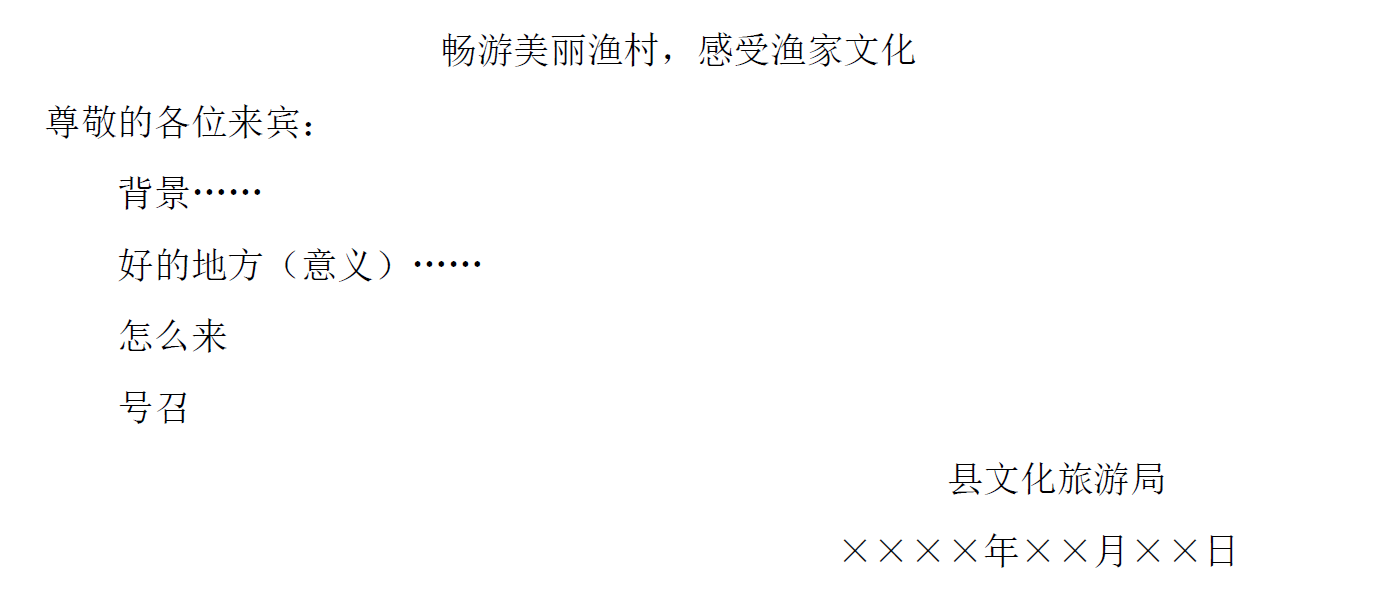 畅游美丽渔村，感受渔家文化
尊敬的各位来宾：
背景……
好的地方（意义）……
怎么来
号召
县文化旅游局
××××年××月××日